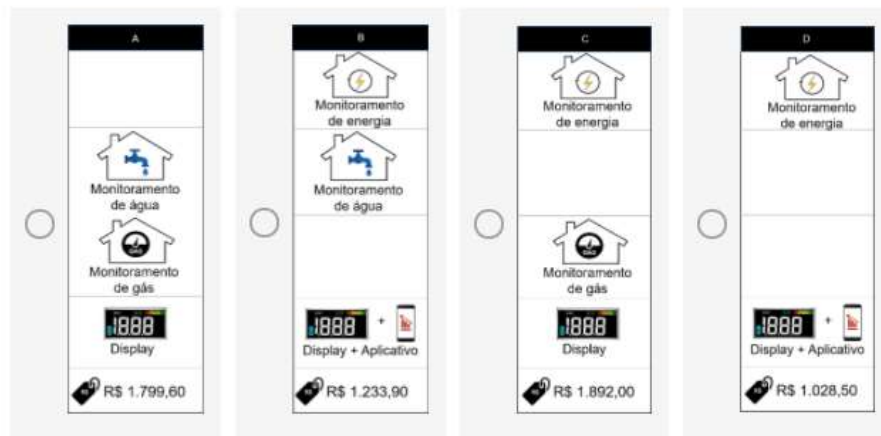 A
Monitoramento
de água
Monitoramento
de gás
1888
Display
R$ 1.799,60
B
Monitoramento
de energia
Monitoramento
de água
1888
+
Display + Aplicativo
R$ 1.233,90
C
Monitoramento
de energia
Monitoramento
de gás
1888
Display
R$ 1.892,00
D
Monitoramento
de energia
1888
+
Display + Aplicativo
R$ 1.028,50